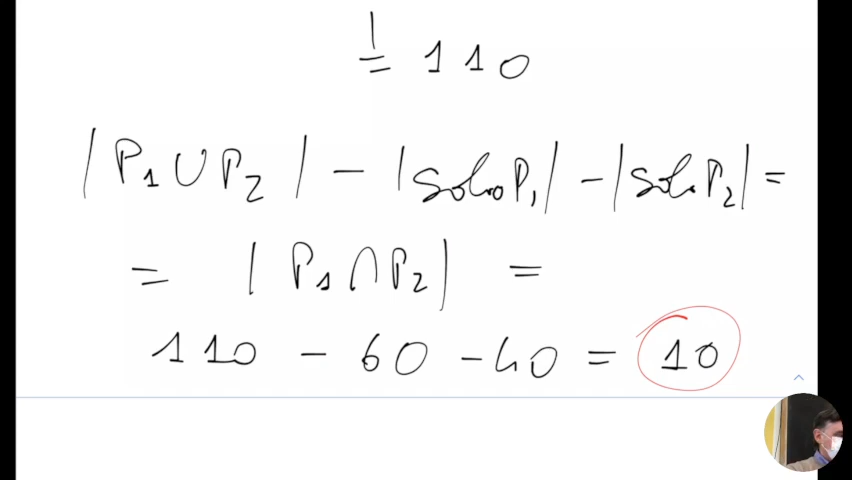 = 110
|P₁∪P₂| - |solo P₁| - |solo P₂| =
= |P₁∩P₂| =
110 - 60 - 40 = 10